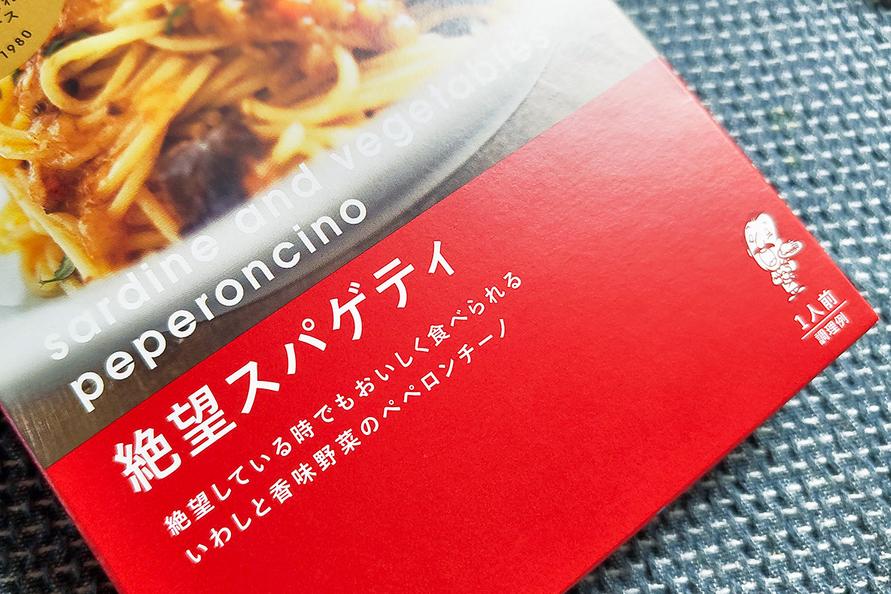 ス
1980
sardine and vegetables
peperoncino
絶望スパゲティ
絶望している時でもおいしく食べられる
いわしと香味野菜のペペロンチーノ
1人前
調理例